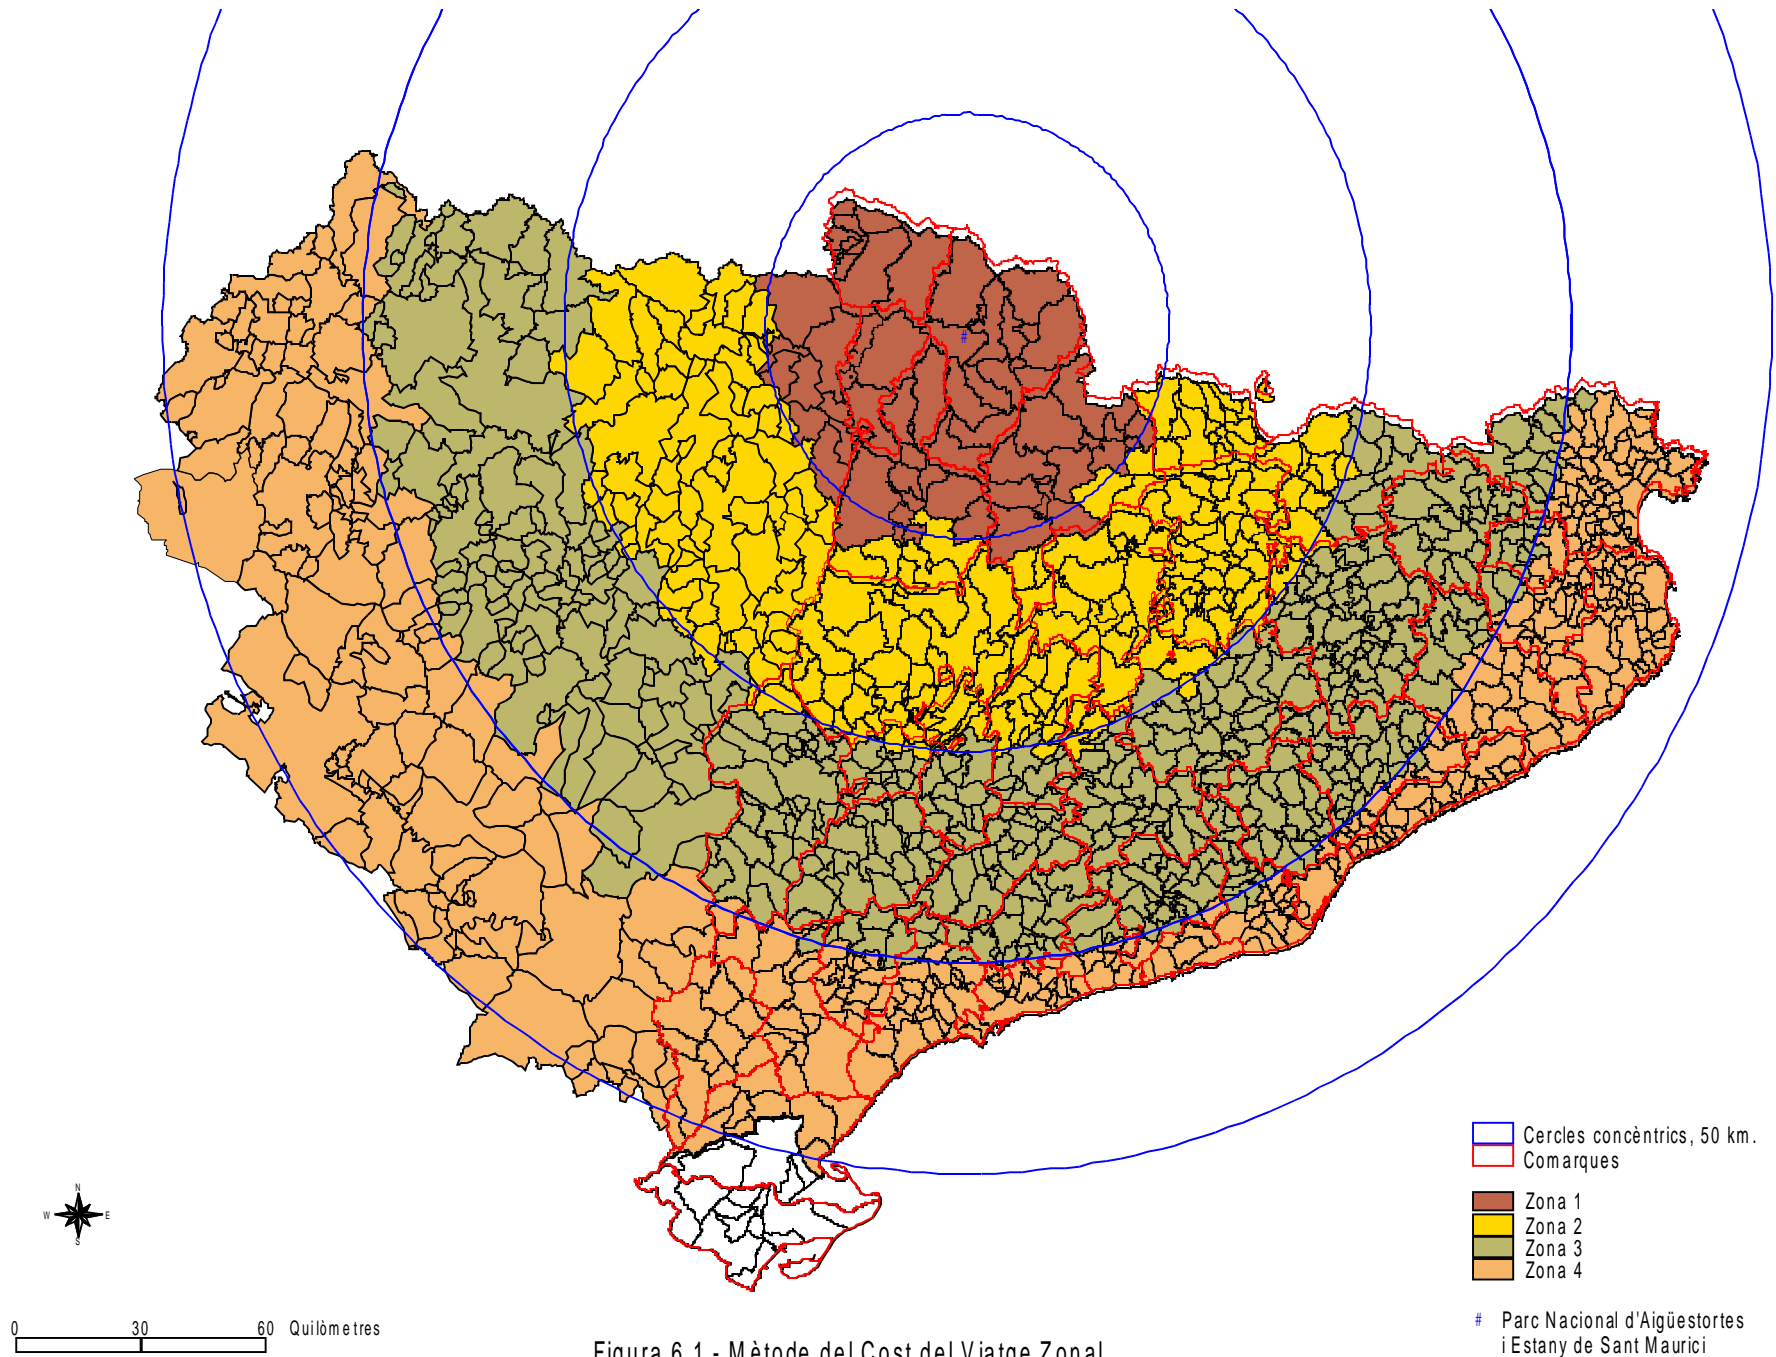 Cercles concèntrics, 50 km.
Comarques
Zona 1
Zona 2
Zona 3
Zona 4
# Parc Nacional d'Aigüestortes
i Estany de Sant Maurici
#
N
W E
S
0 30 60 Quilòmetres
Figura 6.1.- Mètode del Cost del Viatge Zonal